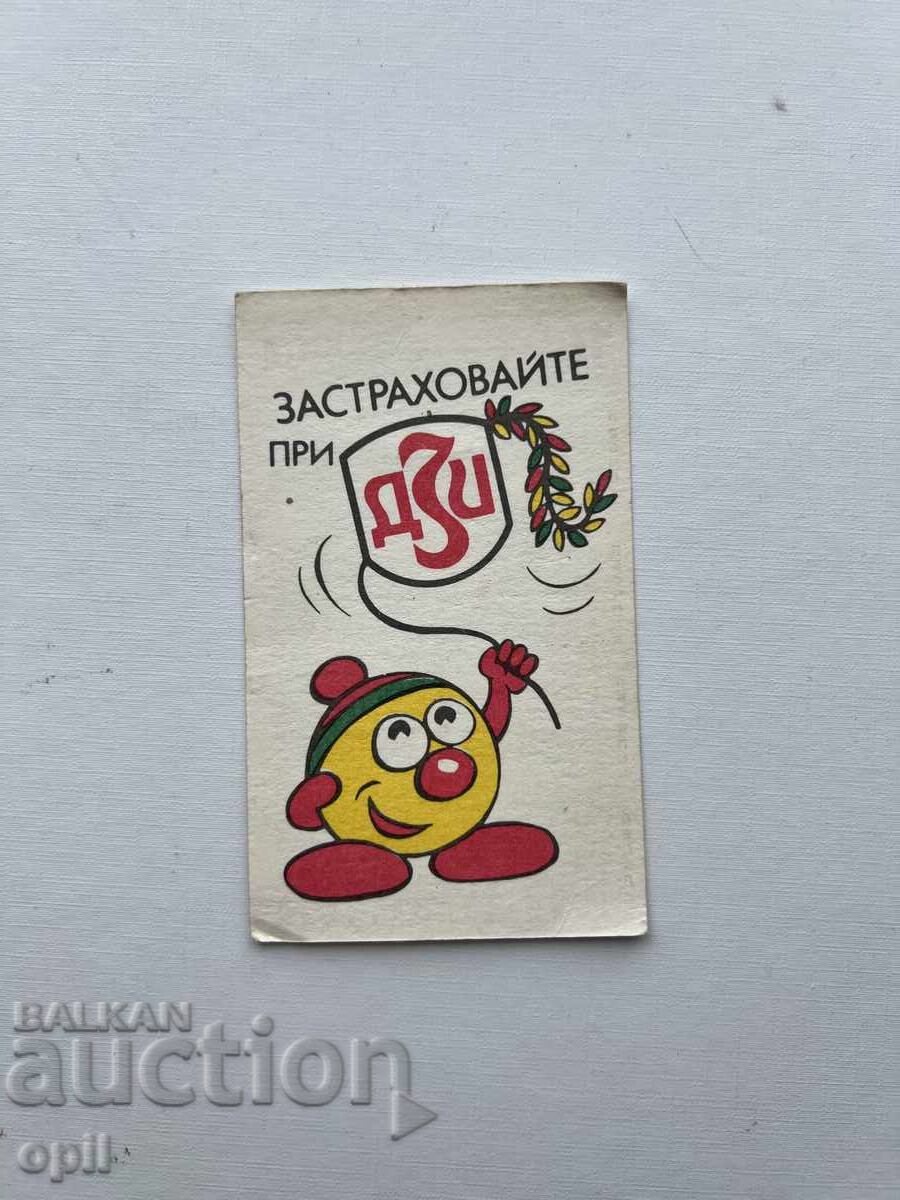 ЗАСТРАХОВАЙТЕ
ПРИ ДЗИ
BALKAN
auction
opil